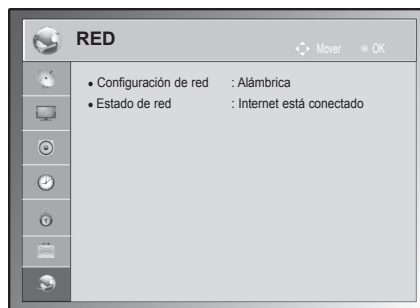 RED
Mover OK
• Configuración de red : Alámbrica
• Estado de red : Internet está conectado